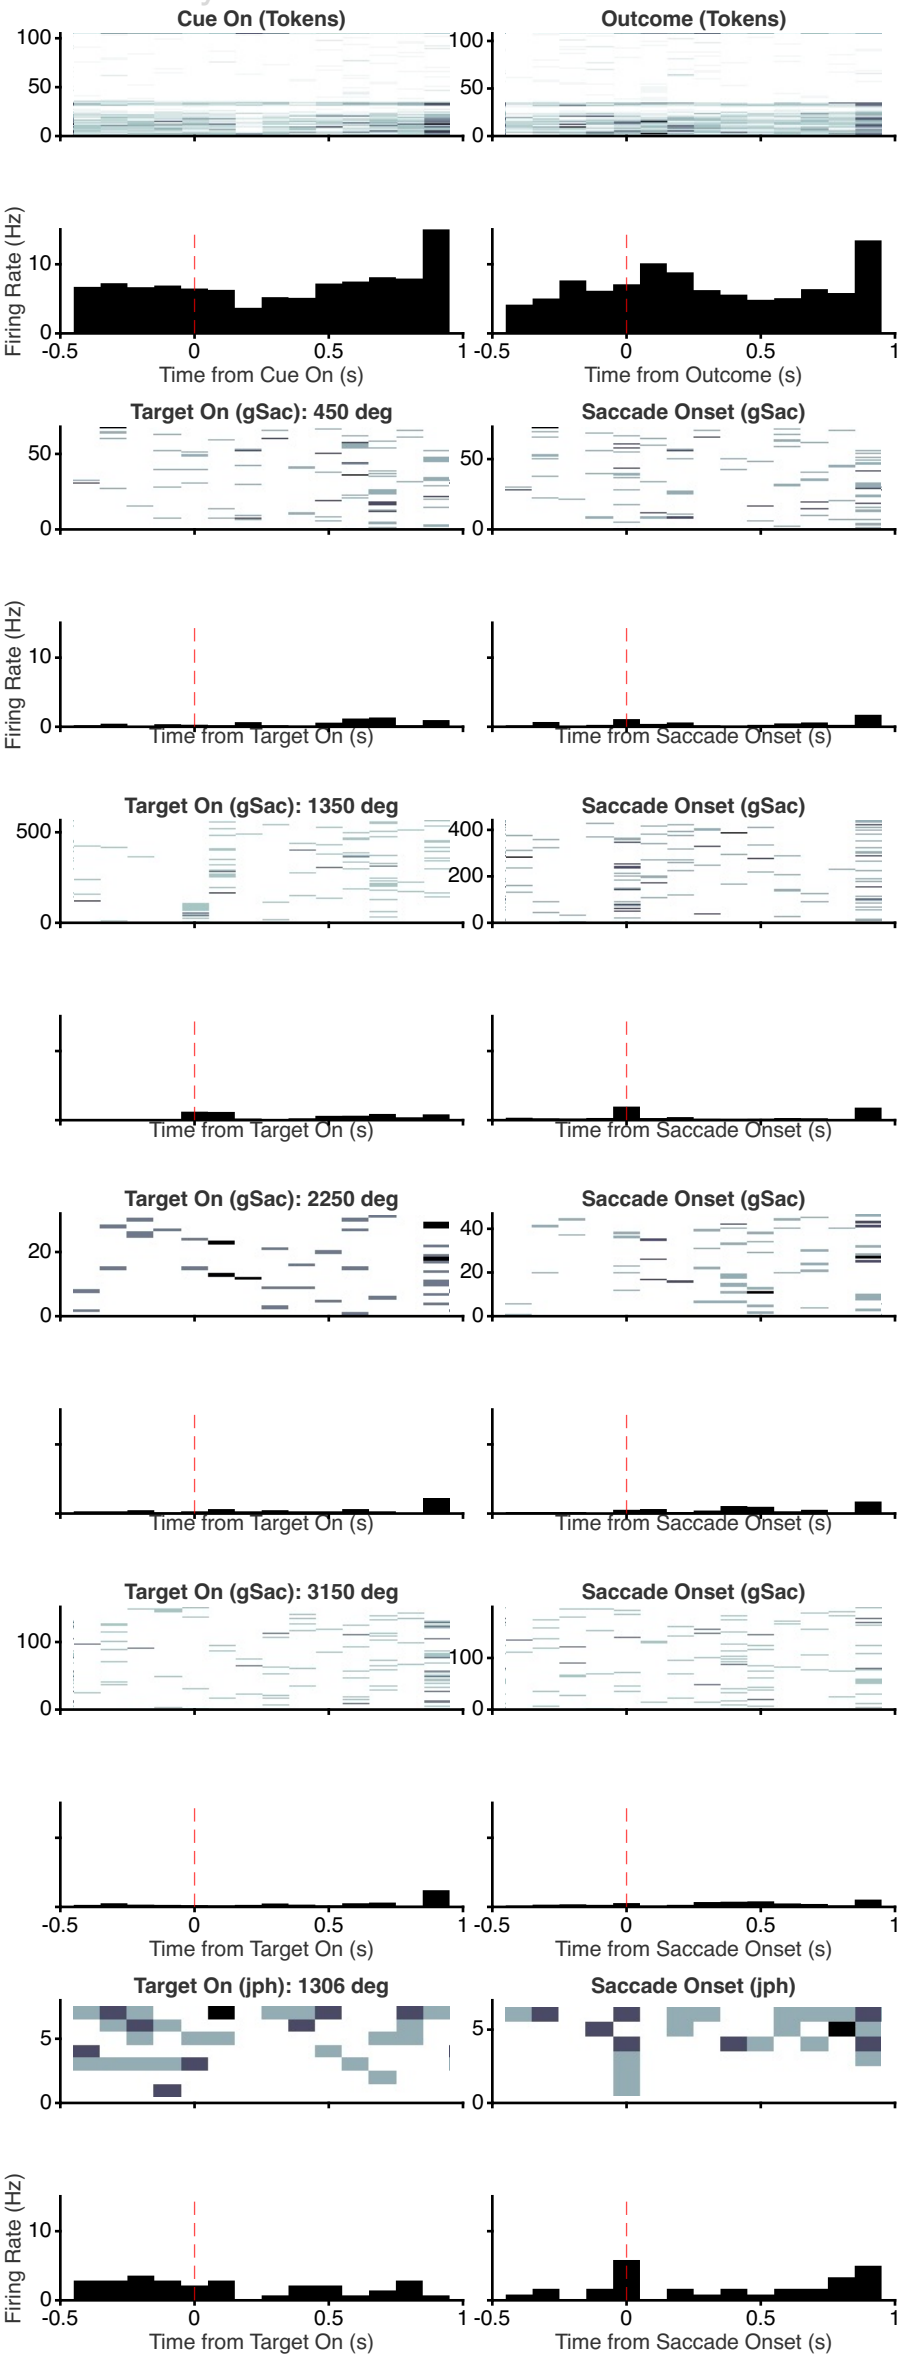 Cue On (Tokens)
Outcome (Tokens)
100
50
0
100
50
0
Firing Rate (Hz)
10
0
-0.5 0 0.5 1
-0.5 0 0.5 1
Time from Cue On (s)
Time from Outcome (s)
Target On (gSac): 450 deg
Saccade Onset (gSac)
50
0
50
0
Firing Rate (Hz)
10
0
Time from Target On (s)
Time from Saccade Onset (s)
Target On (gSac): 1350 deg
Saccade Onset (gSac)
500
0
400
200
0
Time from Target On (s)
Time from Saccade Onset (s)
Target On (gSac): 2250 deg
Saccade Onset (gSac)
20
0
40
20
0
Time from Target On (s)
Time from Saccade Onset (s)
Target On (gSac): 3150 deg
Saccade Onset (gSac)
100
0
100
0
-0.5 0 0.5 1
-0.5 0 0.5 1
Time from Target On (s)
Time from Saccade Onset (s)
Target On (jph): 1306 deg
Saccade Onset (jph)
5
0
5
0
Firing Rate (Hz)
10
0
-0.5 0 0.5 1
-0.5 0 0.5 1
Time from Target On (s)
Time from Saccade Onset (s)